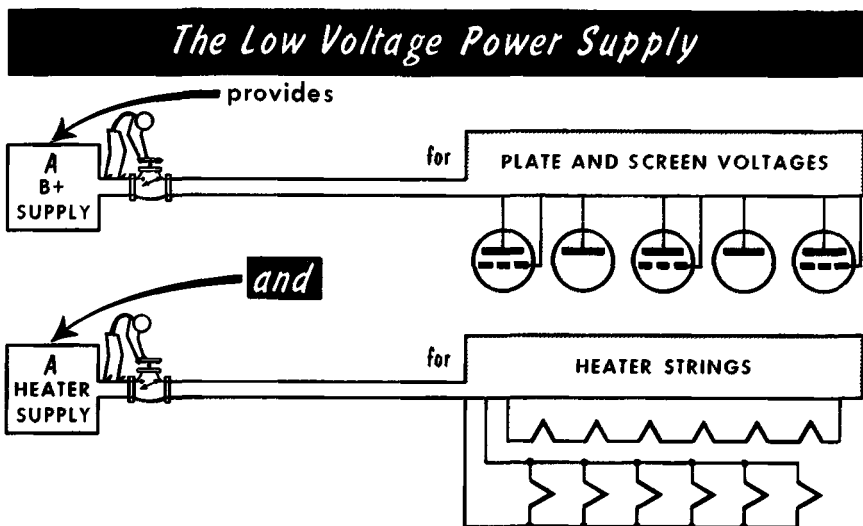 The Low Voltage Power Supply
provides
A
B+
SUPPLY
for
PLATE AND SCREEN VOLTAGES
and
A
HEATER
SUPPLY
for
HEATER STRINGS